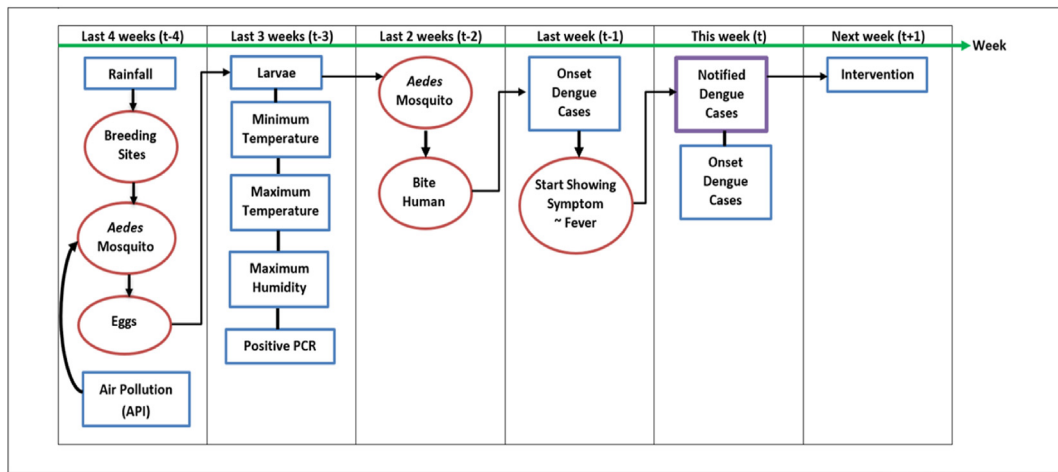 Last 4 weeks (t-4)
Last 3 weeks (t-3)
Last 2 weeks (t-2)
Last week (t-1)
This week (t)
Next week (t+1)
Week
Rainfall
Breeding
Sites
Aedes
Mosquito
Eggs
Air Pollution
(API)
Larvae
Minimum
Temperature
Maximum
Temperature
Maximum
Humidity
Positive PCR
Aedes
Mosquito
Bite
Human
Onset
Dengue
Cases
Start Showing
Symptom
~ Fever
Notified
Dengue
Cases
Onset
Dengue
Cases
Intervention